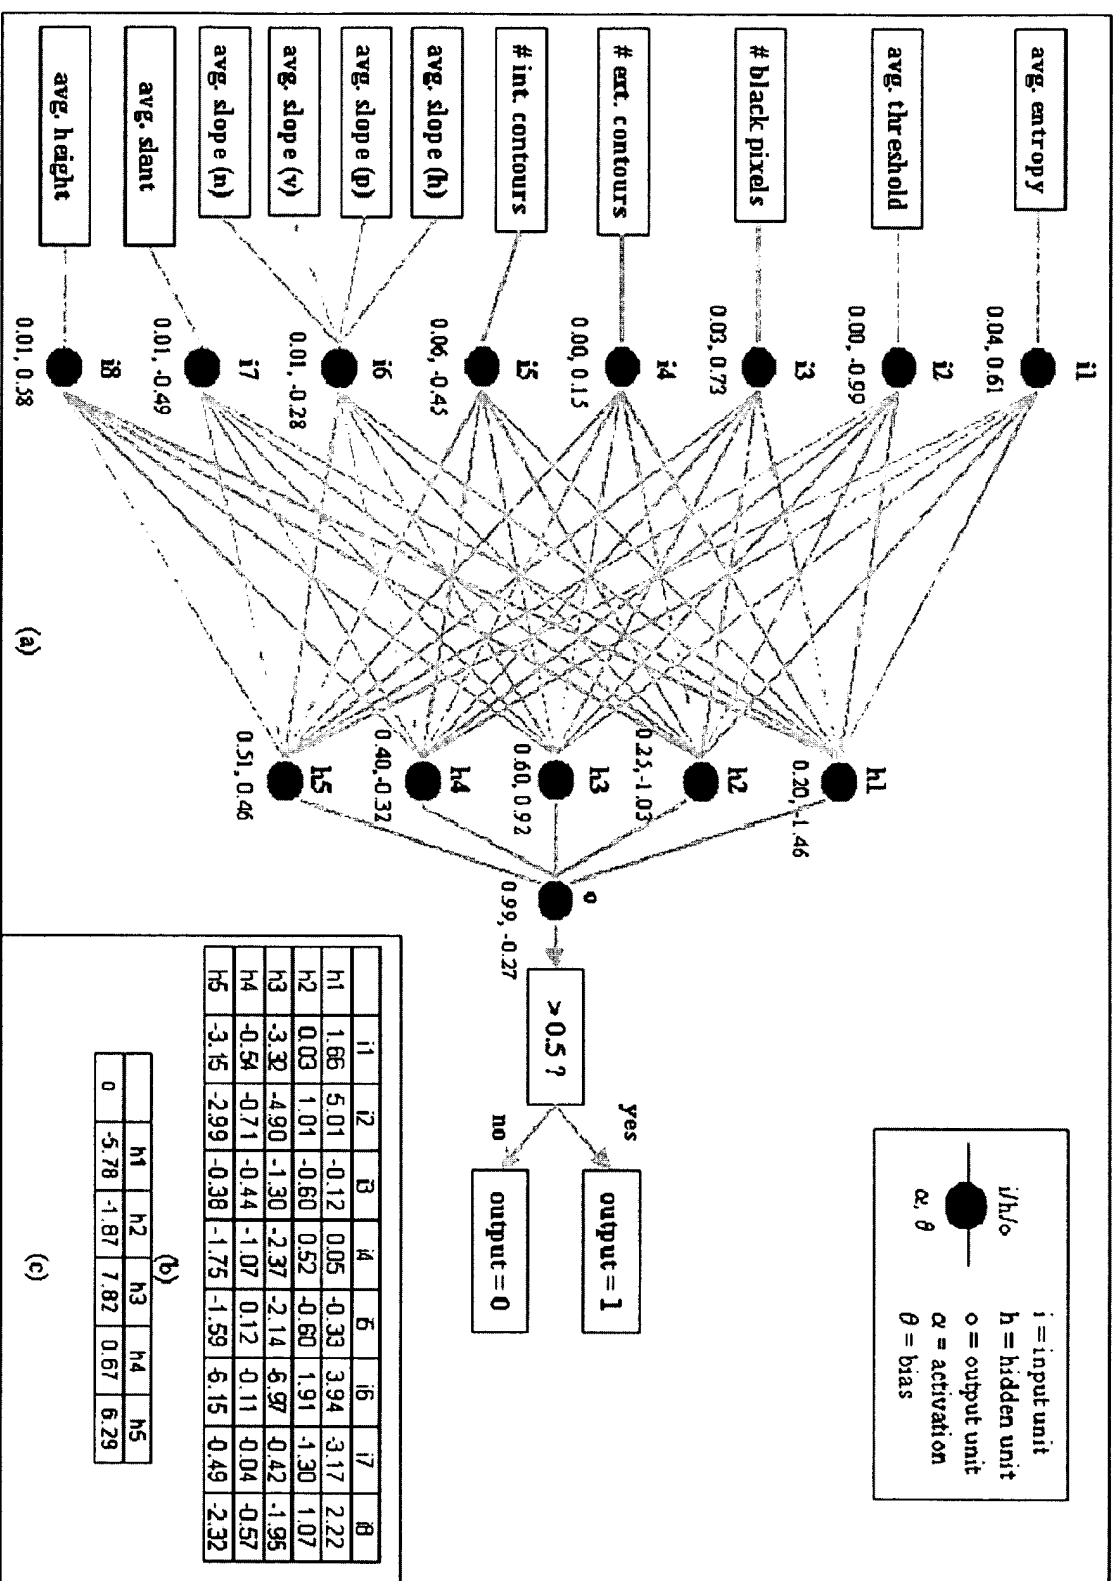 avg. entropy
avg. threshold
# black pixels
# ext. contours
# int. contours
avg. slope (h)
avg. slope (p)
avg. slope (v)
avg. slope (n)
avg. slant
avg. height
i1
0.04, 0.61
i2
0.00, -0.99
i3
0.03, 0.73
i4
0.00, 0.15
i5
0.06, -0.45
i6
0.01, -0.28
i7
0.01, -0.49
i8
0.01, 0.58
h1
0.20, -1.46
h2
0.25,-1.03
h3
0.60, 0.92
h4
0.40,-0.32
h5
0.51, 0.46
o
0.99, -0.27
> 0.5 ?
yes
no
output = 1
output = 0
i/h/o
α, θ
i = input unit
h = hidden unit
o = output unit
α = activation
θ = bias
(a)
i1 i2 i3 i4 i5 i6 i7 i8
h1 1.66 5.01 -0.12 0.05 -0.33 3.94 -3.17 2.22
h2 0.03 1.01 -0.60 0.52 -0.60 1.91 -1.30 1.07
h3 -3.32 -4.90 -1.30 -2.37 -2.14 -6.97 -0.42 -1.95
h4 -0.54 -0.71 -0.44 -1.07 0.12 -0.11 -0.04 -0.57
h5 -3.15 -2.99 -0.38 -1.75 -1.59 -6.15 -0.49 -2.32
(b)
h1 h2 h3 h4 h5
o -5.78 -1.87 7.82 0.67 6.29
(c)